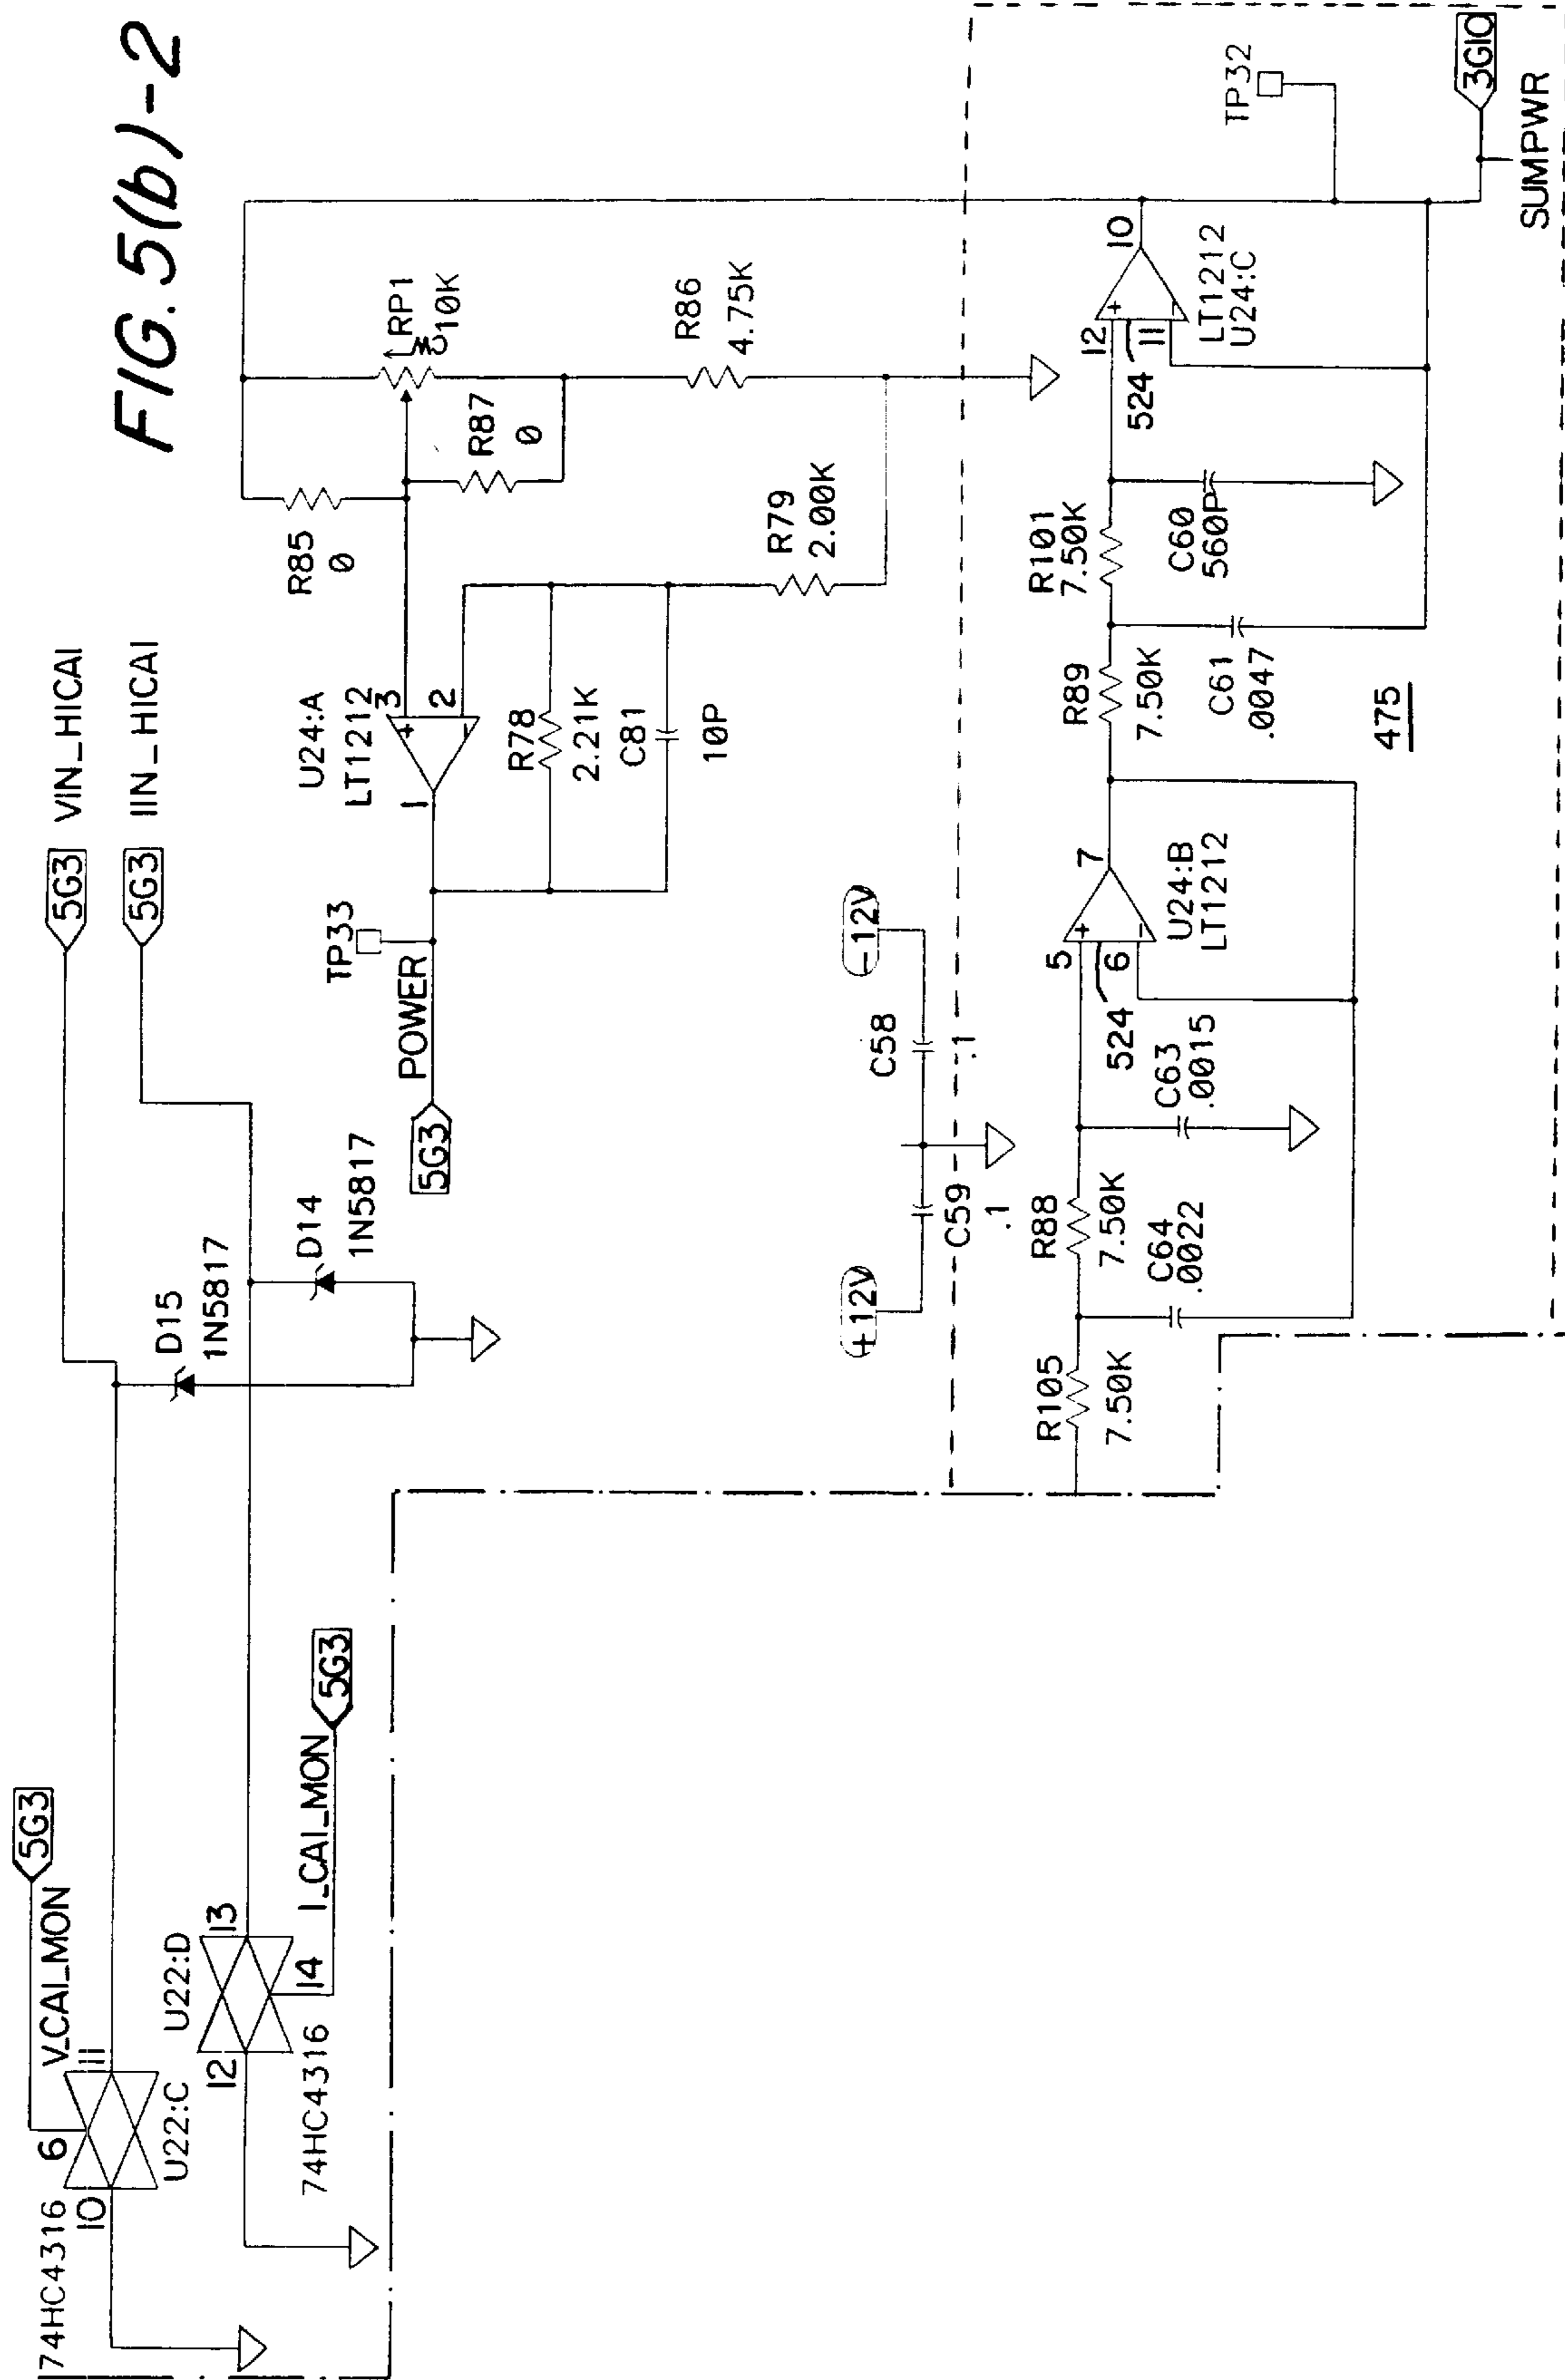 FIG. 5(b)-2
74HC4316
6
10
11
U22:C
V_CAL_MON
5G3
U22:D
12
13
14
74HC4316
I_CAL_MON
5G3
5G3
VIN_HICAL
5G3
IIN_HICAL
D15
1N5817
D14
1N5817
5G3
POWER
TP33
U24:A
LT1212
1
3
2
+
-
R78
2.21K
C81
10P
R85
0
RP1
10K
R87
0
R86
4.75K
R79
2.00K
+12V
C59
.1
C58
.1
-12V
R105
7.50K
R88
7.50K
C64
.0022
C63
.0015
524
5
6
7
+
-
U24:B
LT1212
R89
7.50K
C61
.0047
R101
7.50K
C60
560P
524
12
11
10
+
-
LT1212
U24:C
475
TP32
3G10
SUMPWR